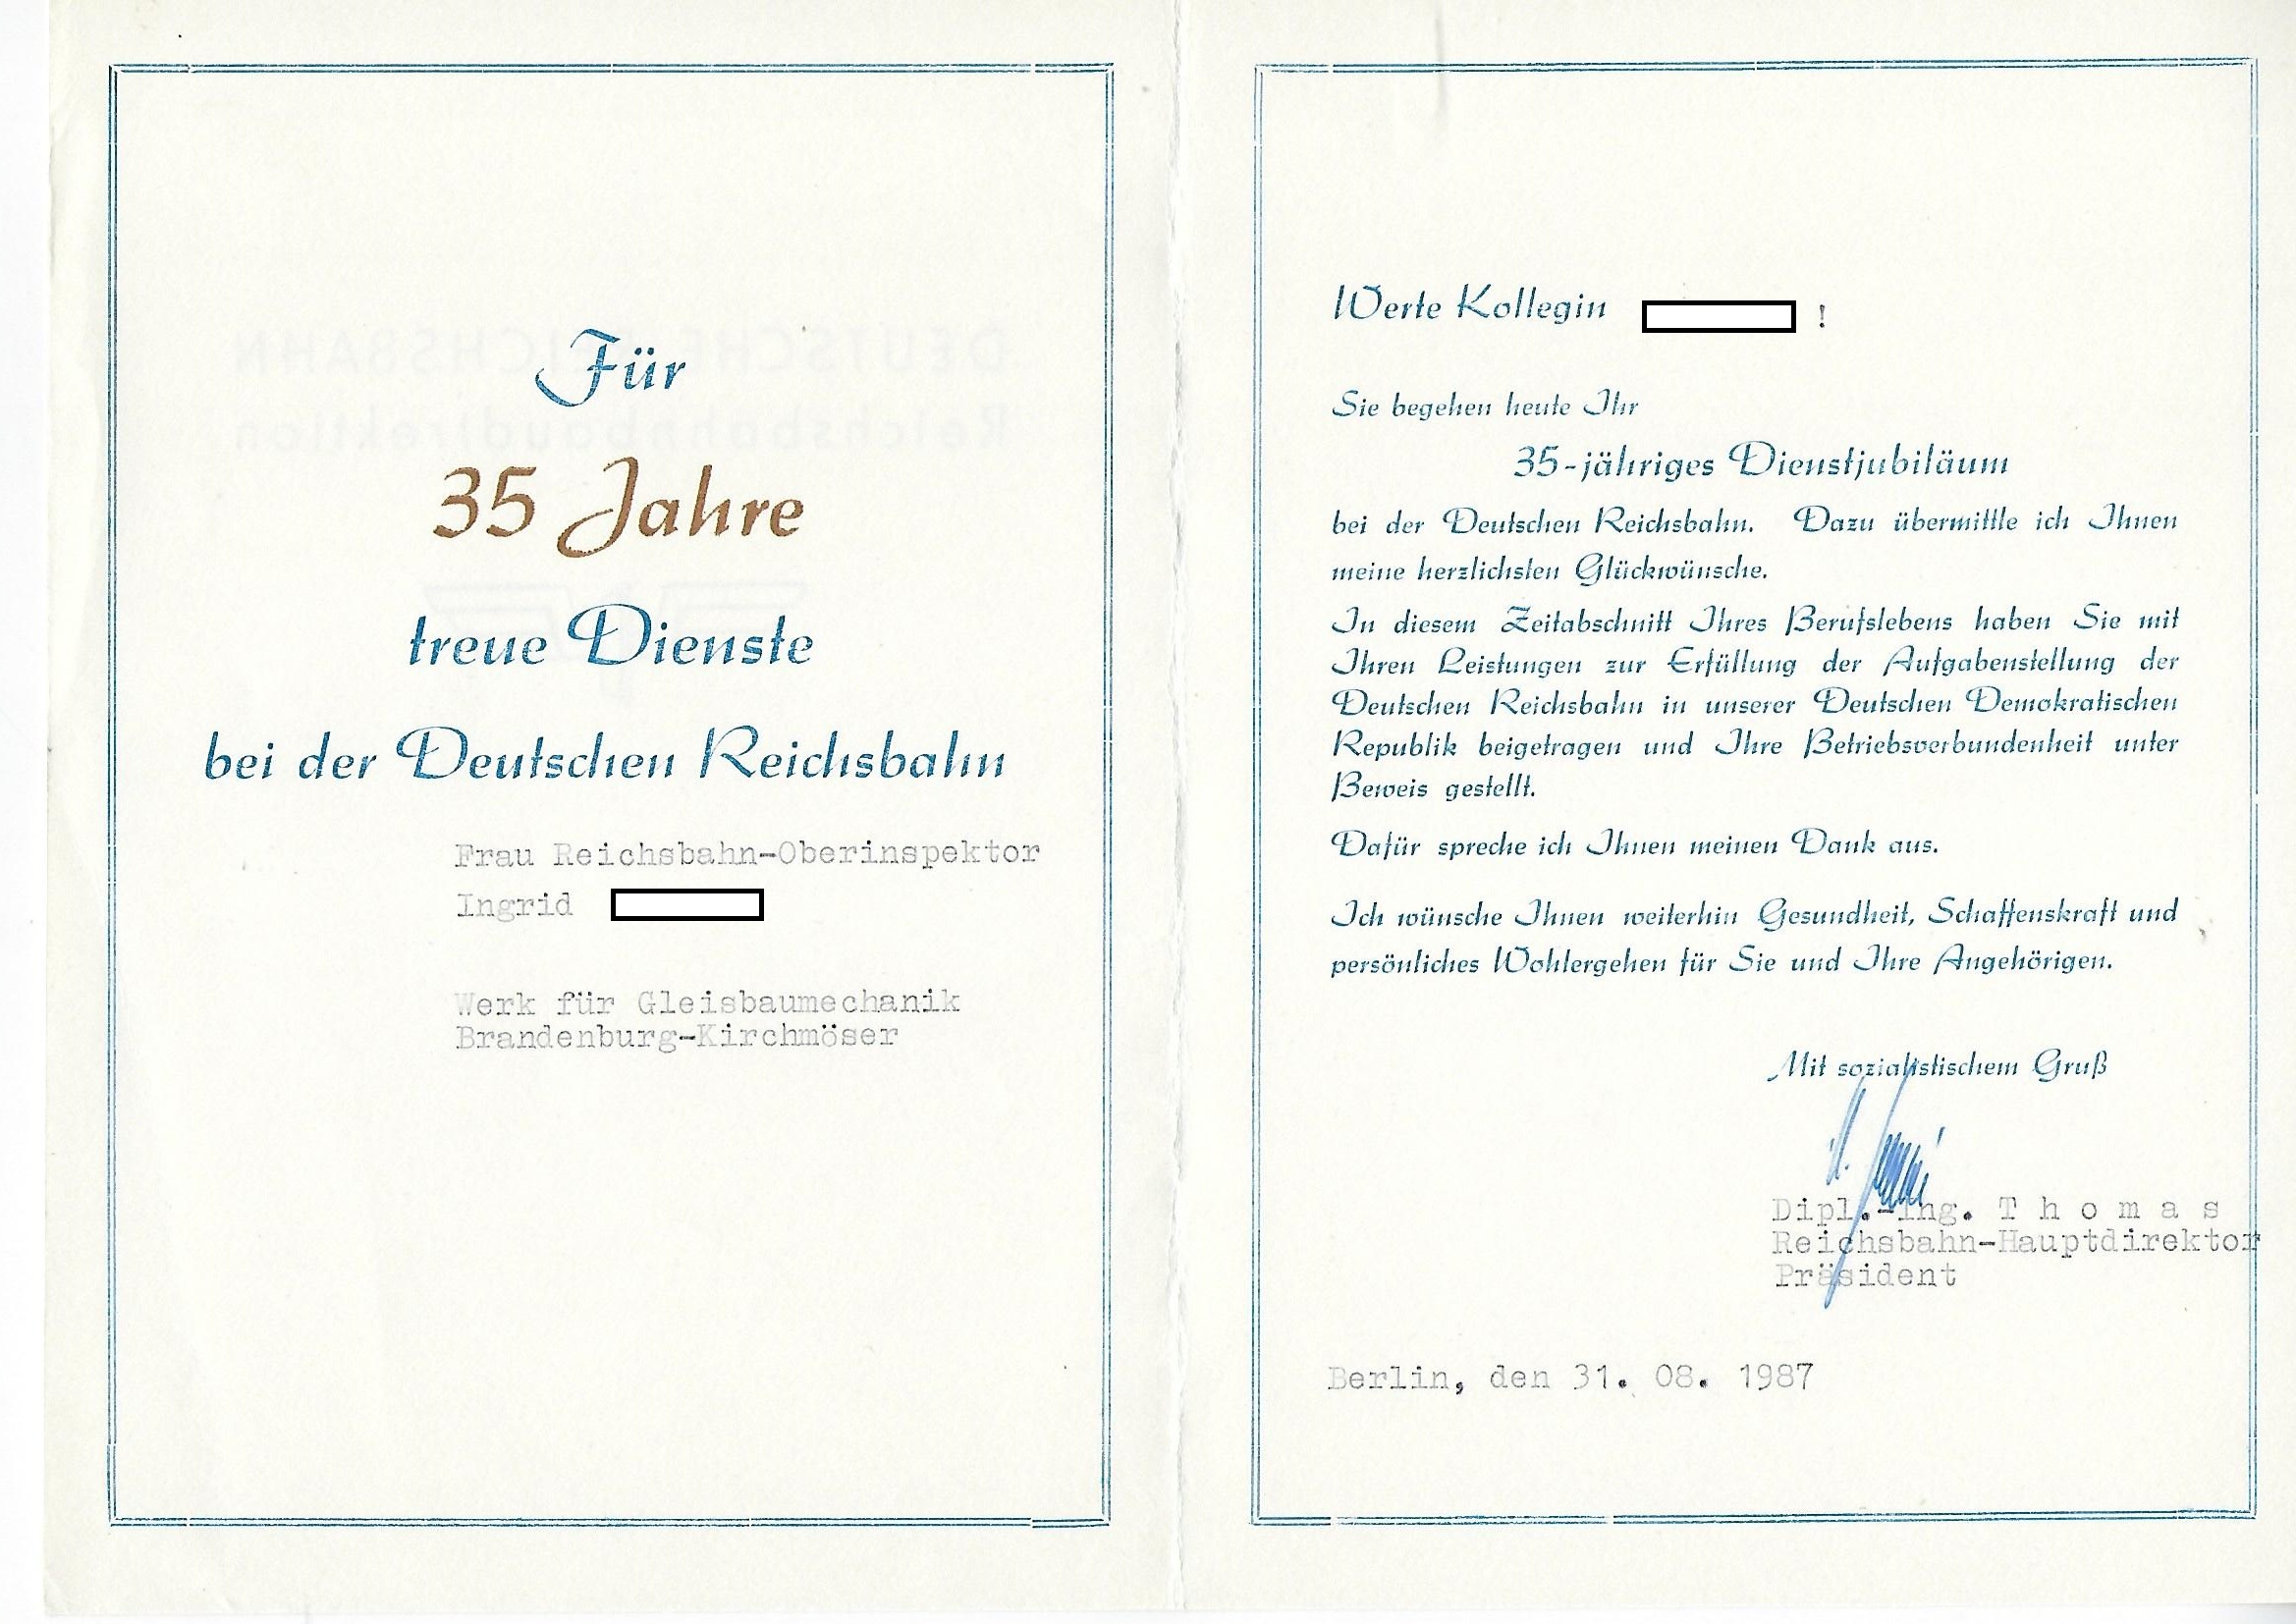 Für
35 Jahre
treue Dienste
bei der Deutschen Reichsbahn
Frau Reichsbahn-Oberinspektor
Ingrid
Werk für Gleisbaumechanik
Brandenburg-Kirchmöser
Werte Kollegin !
Sie begehen heute Ihr
35-jähriges Dienstjubiläum
bei der Deutschen Reichsbahn. Dazu übermittle ich Ihnen
meine herzlichsten Glückwünsche.
In diesem Zeitabschnitt Ihres Berufslebens haben Sie mit
Ihren Leistungen zur Erfüllung der Aufgabenstellung der
Deutschen Reichsbahn in unserer Deutschen Demokratischen
Republik beigetragen und Ihre Betriebsverbundenheit unter
Beweis gestellt.
Dafür spreche ich Ihnen meinen Dank aus.
Ich wünsche Ihnen weiterhin Gesundheit, Schaffenskraft und
persönliches Wohlergehen für Sie und Ihre Angehörigen.
Mit sozialistischem Gruß
Dipl.-Ing. T h o m a s
Reichsbahn-Hauptdirektor
Präsident
Berlin, den 31. 08. 1987